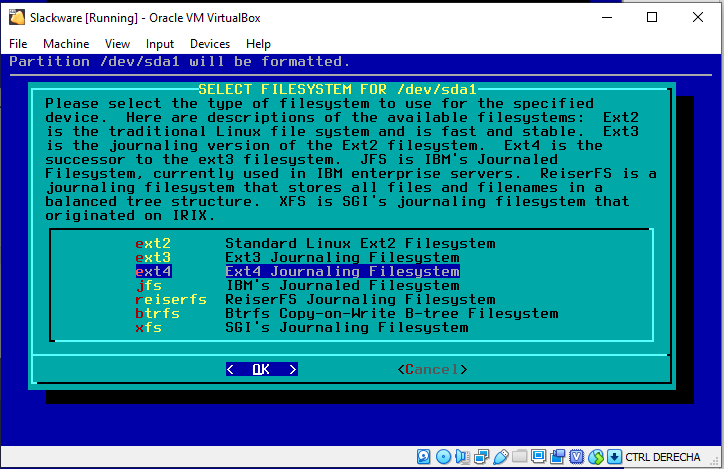 Slackware [Running] - Oracle VM VirtualBox
File Machine View Input Devices Help
Partition /dev/sda1 will be formatted.
SELECT FILESYSTEM FOR /dev/sda1
Please select the type of filesystem to use for the specified
device. Here are descriptions of the available filesystems: Ext2
is the traditional Linux file system and is fast and stable. Ext3
is the journaling version of the Ext2 filesystem. Ext4 is the
successor to the ext3 filesystem. JFS is IBM's Journaled
Filesystem, currently used in IBM enterprise servers. ReiserFS is a
journaling filesystem that stores all files and filenames in a
balanced tree structure. XFS is SGI's journaling filesystem that
originated on IRIX.
ext2 Standard Linux Ext2 Filesystem
ext3 Ext3 Journaling Filesystem
ext4 Ext4 Journaling Filesystem
jfs IBM's Journaled Filesystem
reiserfs ReiserFS Journaling Filesystem
btrfs Btrfs Copy-on-Write B-tree Filesystem
xfs SGI's Journaling Filesystem
< OK > <Cancel>
CTRL DERECHA